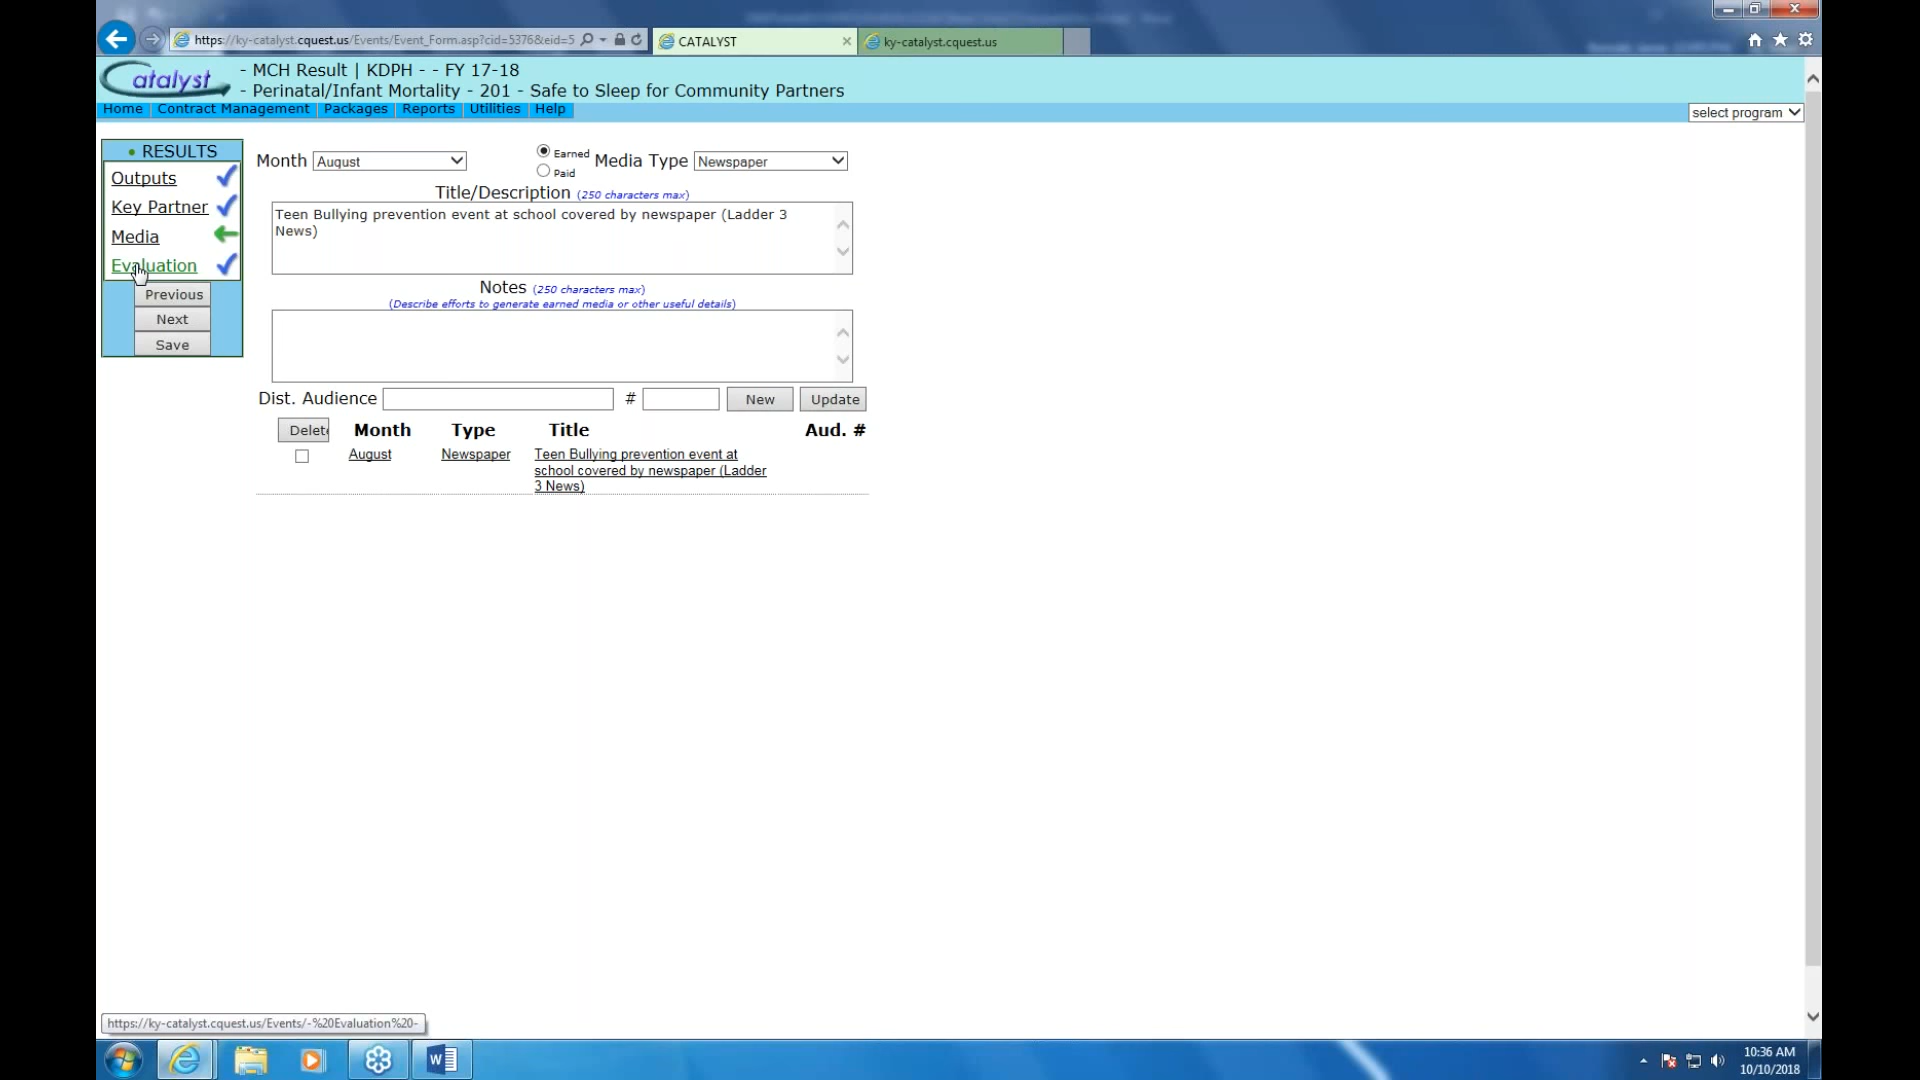 https://ky-catalyst.cquest.us/Events/Event_Form.asp?cid=5376&eid=5
CATALYST
ky-catalyst.cquest.us
Catalyst
- MCH Result | KDPH - - FY 17-18
- Perinatal/Infant Mortality - 201 - Safe to Sleep for Community Partners
Home Contract Management Packages Reports Utilities Help
select program
• RESULTS
Outputs
Key Partner
Media
Evaluation
Previous
Next
Save
Month August Earned Media Type Newspaper
Paid
Title/Description (250 characters max)
Teen Bullying prevention event at school covered by newspaper (Ladder 3
News)
Notes (250 characters max)
(Describe efforts to generate earned media or other useful details)
Dist. Audience # New Update
Delet Month Type Title Aud. #
August Newspaper Teen Bullying prevention event at
school covered by newspaper (Ladder
3 News)
https://ky-catalyst.cquest.us/Events/-%20Evaluation%20-
10:36 AM
10/10/2018